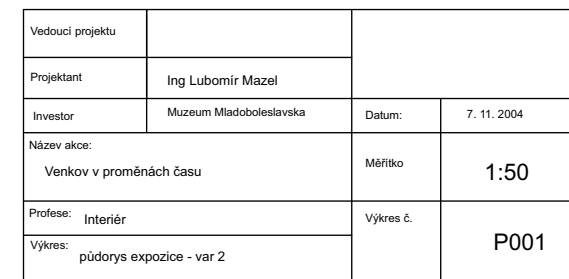 Vedoucí projektu
Projektant Ing Lubomír Mazel
Investor Muzeum Mladoboleslavska Datum: 7. 11. 2004
Název akce:
Venkov v proměnách času
Měřítko 1:50
Profese: Interiér
Výkres č. P001
Výkres: půdorys expozice - var 2